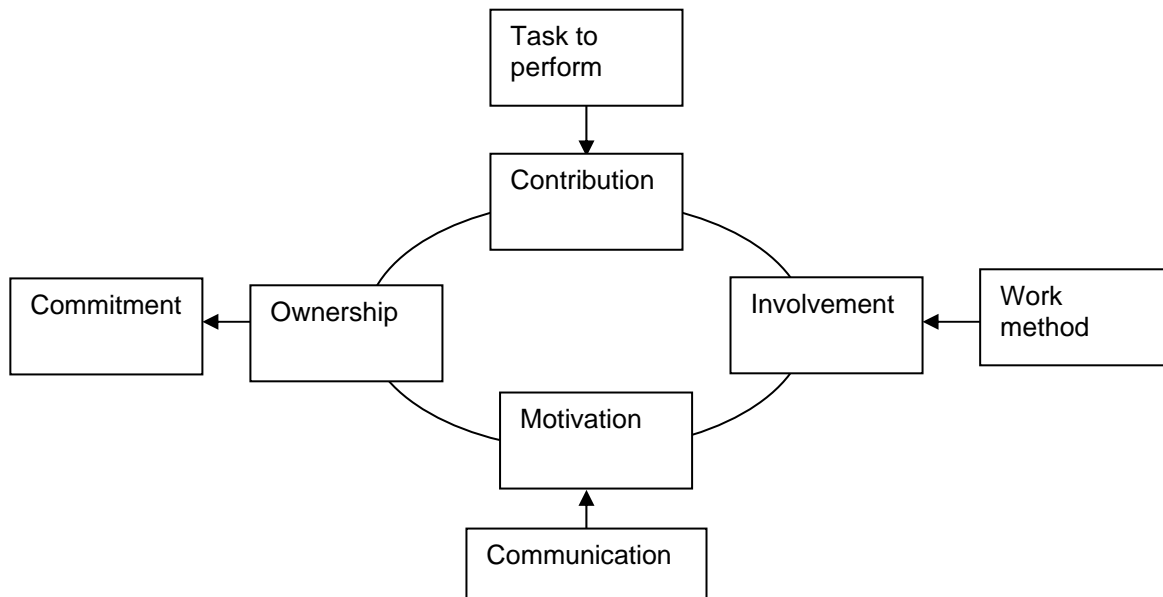 Task to
perform
Contribution
Commitment
Ownership
Involvement
Work
method
Motivation
Communication